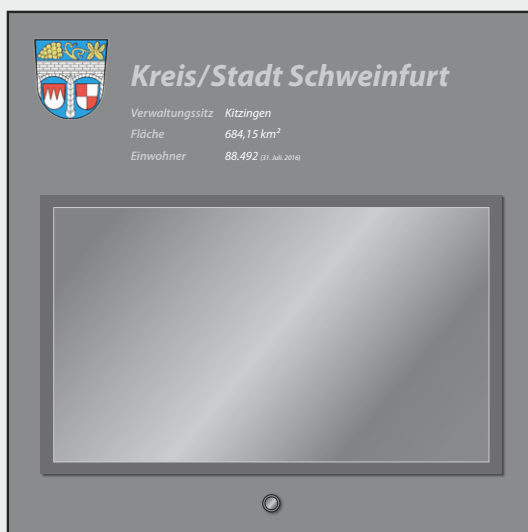 Kreis/Stadt Schweinfurt
Verwaltungssitz Kitzingen
Fläche 684,15 km²
Einwohner 88.492 (31. Juli. 2016)